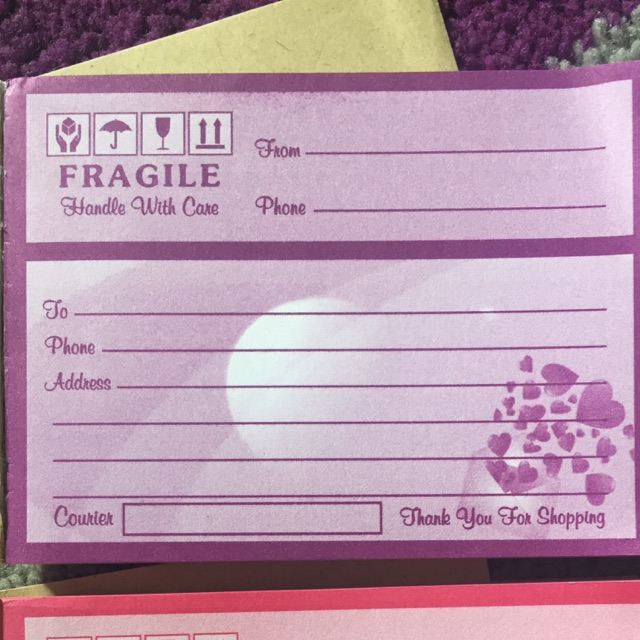 From
FRAGILE
Handle With Care
Phone
To
Phone
Address
Courier
Thank You For Shopping